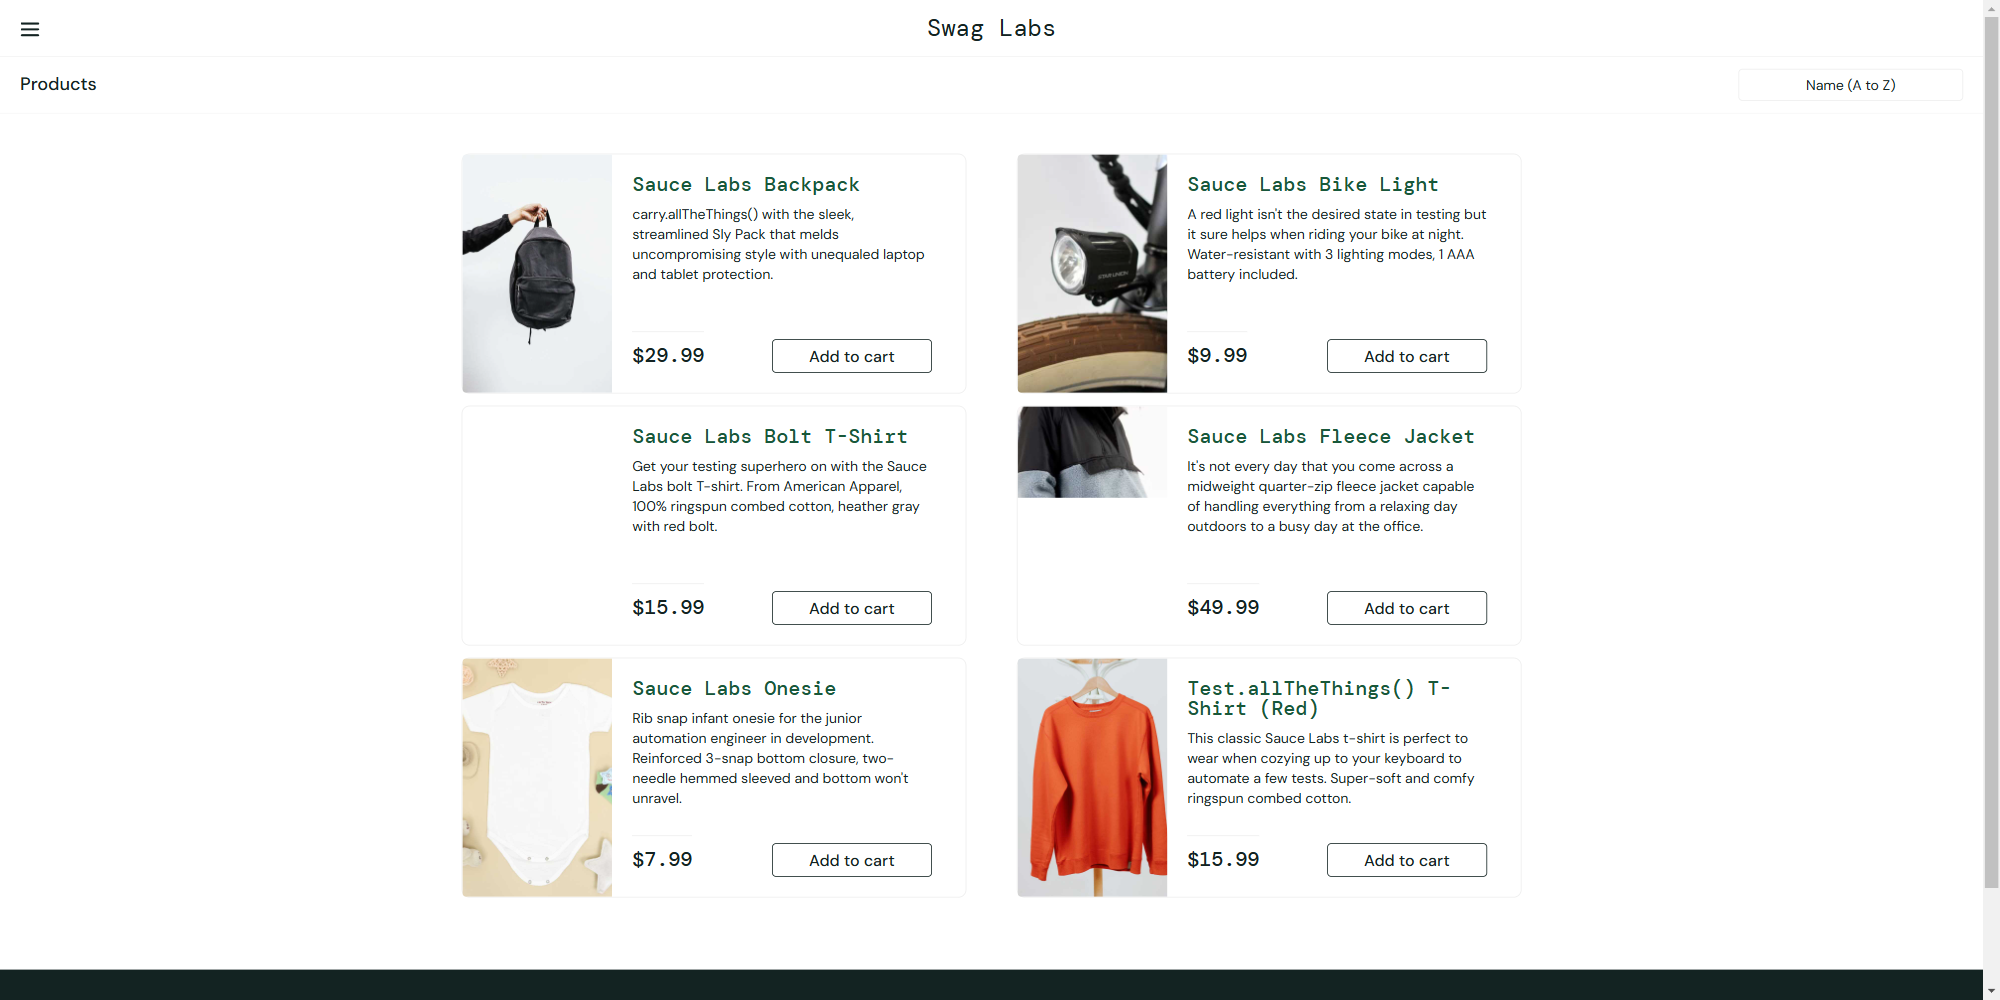 Swag Labs
Products
Name (A to Z)
Sauce Labs Backpack
carry.allTheThings() with the sleek,
streamlined Sly Pack that melds
uncompromising style with unequaled laptop
and tablet protection.
$29.99
Add to cart
Sauce Labs Bike Light
A red light isn't the desired state in testing but
it sure helps when riding your bike at night.
Water-resistant with 3 lighting modes, 1 AAA
battery included.
$9.99
Add to cart
Sauce Labs Bolt T-Shirt
Get your testing superhero on with the Sauce
Labs bolt T-shirt. From American Apparel,
100% ringspun combed cotton, heather gray
with red bolt.
$15.99
Add to cart
Sauce Labs Fleece Jacket
It's not every day that you come across a
midweight quarter-zip fleece jacket capable
of handling everything from a relaxing day
outdoors to a busy day at the office.
$49.99
Add to cart
Sauce Labs Onesie
Rib snap infant onesie for the junior
automation engineer in development.
Reinforced 3-snap bottom closure, two-
needle hemmed sleeved and bottom won't
unravel.
$7.99
Add to cart
Test.allTheThings() T-
Shirt (Red)
This classic Sauce Labs t-shirt is perfect to
wear when cozying up to your keyboard to
automate a few tests. Super-soft and comfy
ringspun combed cotton.
$15.99
Add to cart